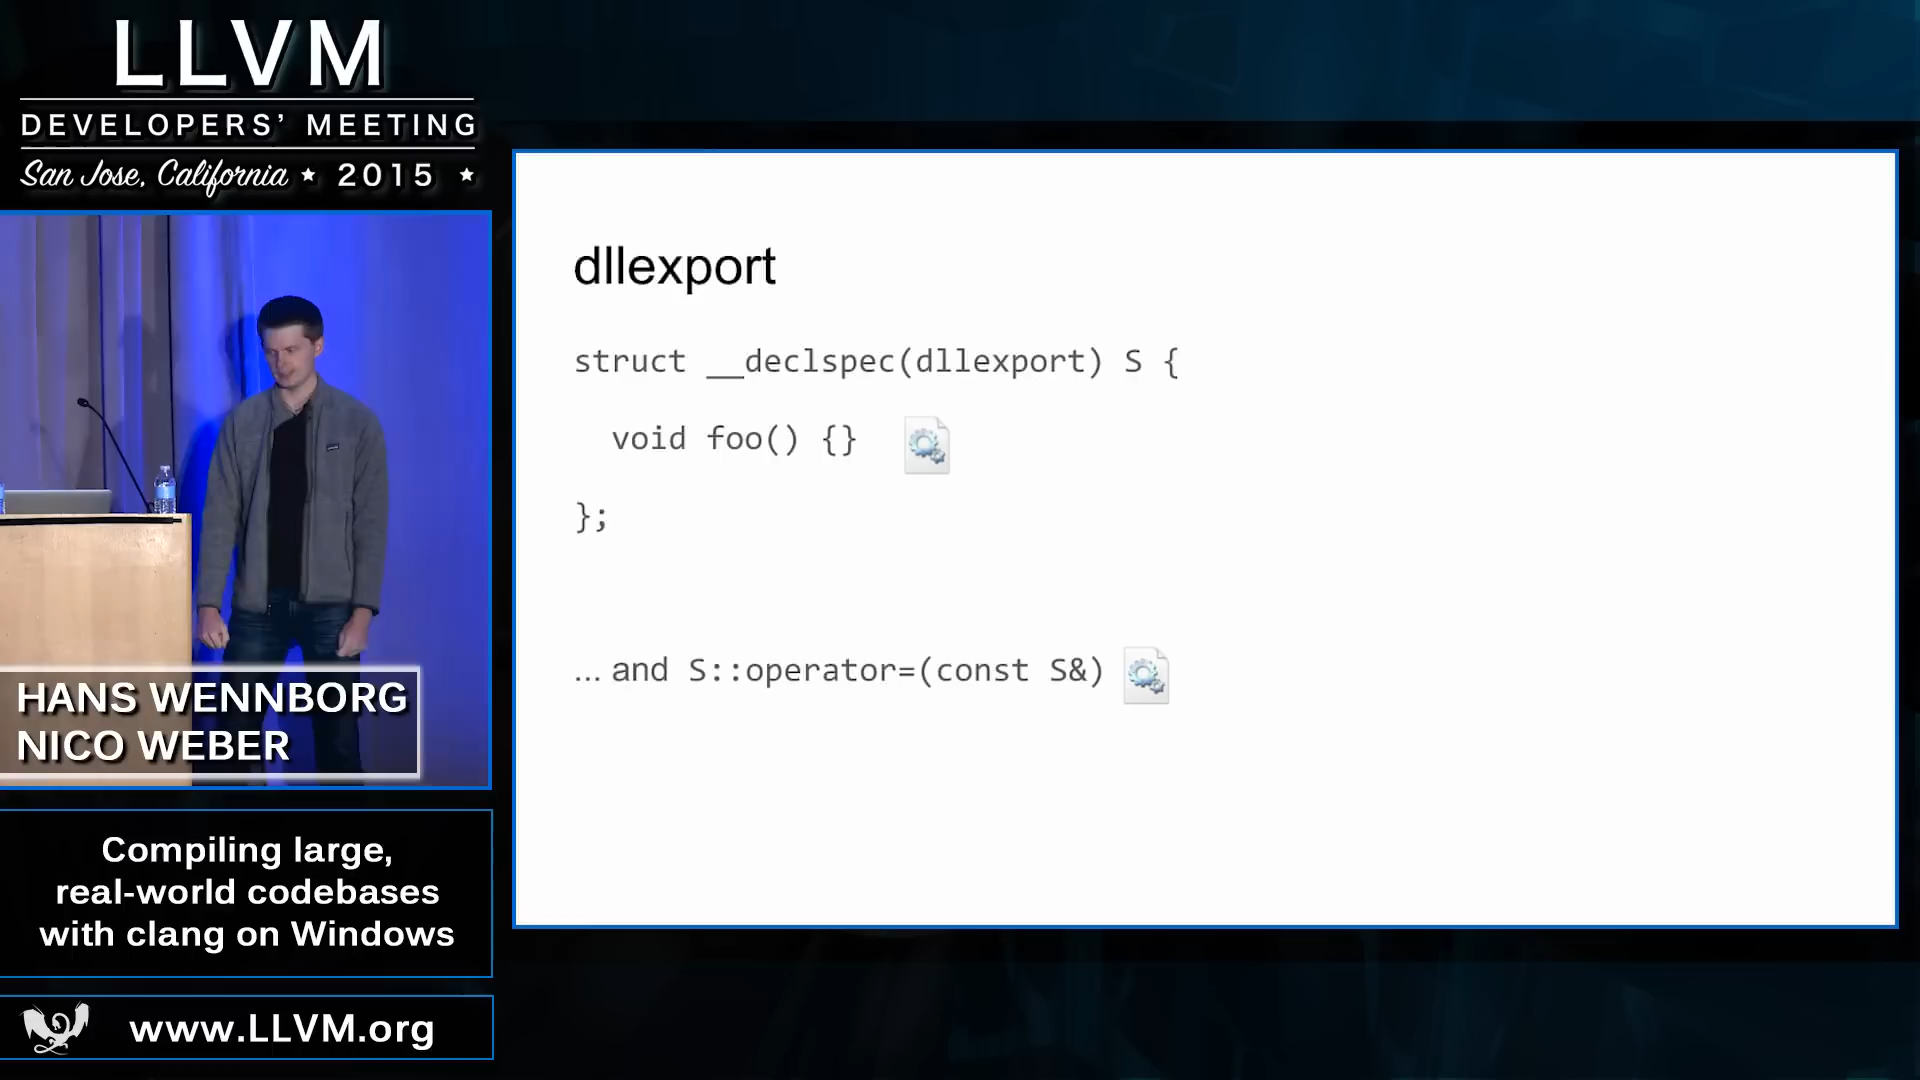 LLVM
DEVELOPERS' MEETING
San Jose, California ★ 2015 ★
HANS WENNBORG
NICO WEBER
Compiling large,
real-world codebases
with clang on Windows
www.LLVM.org
dllexport
struct __declspec(dllexport) S {
void foo() {}
};
... and S::operator=(const S&)